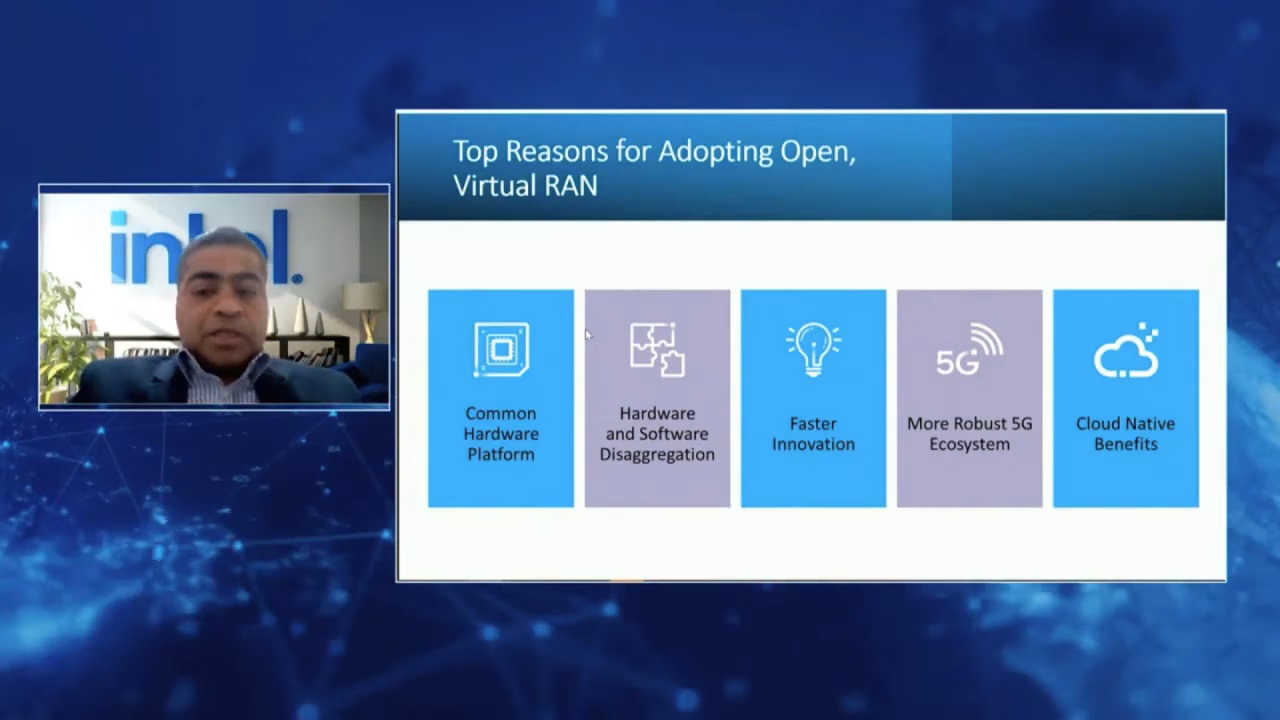 intel.
Top Reasons for Adopting Open,
Virtual RAN
Common
Hardware
Platform
Hardware
and Software
Disaggregation
Faster
Innovation
5G
More Robust 5G
Ecosystem
Cloud Native
Benefits